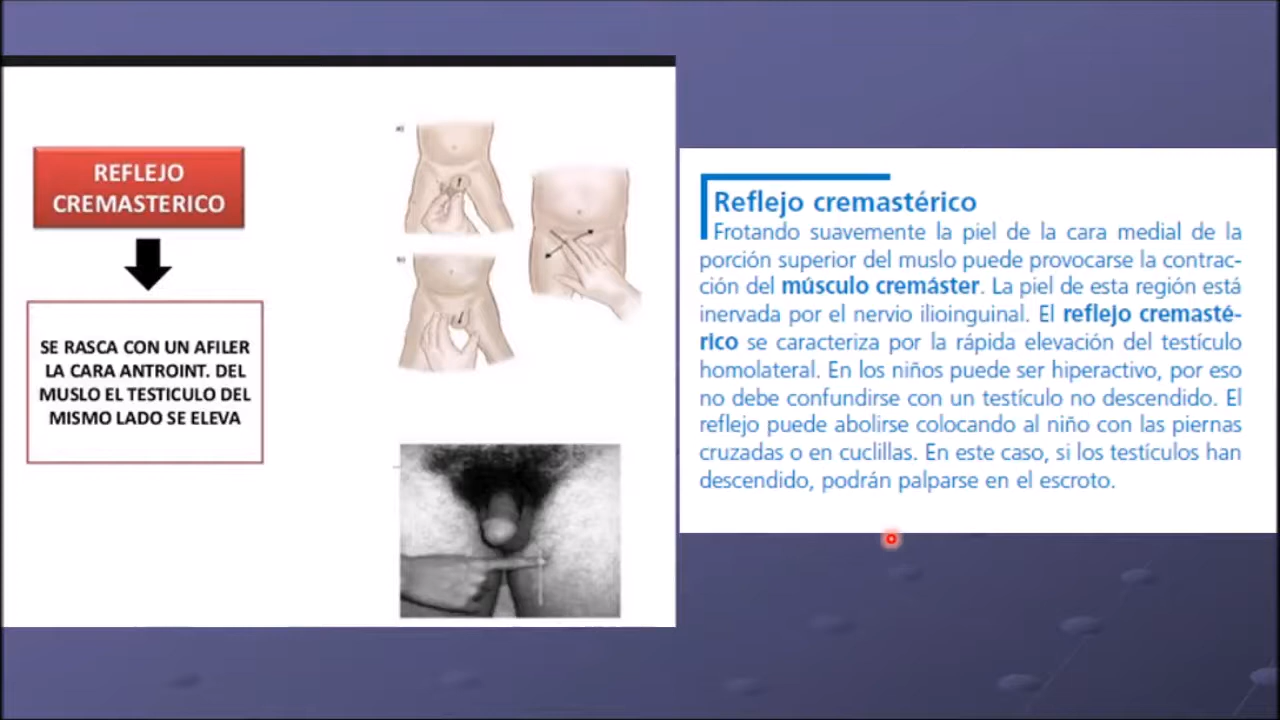 REFLEJO
CREMASTERICO
SE RASCA CON UN AFILER
LA CARA ANTROINT. DEL
MUSLO EL TESTICULO DEL
MISMO LADO SE ELEVA
Reflejo cremastérico
Frotando suavemente la piel de la cara medial de la
porción superior del muslo puede provocarse la contrac-
ción del músculo cremáster. La piel de esta región está
inervada por el nervio ilioinguinal. El reflejo cremasté-
rico se caracteriza por la rápida elevación del testículo
homolateral. En los niños puede ser hiperactivo, por eso
no debe confundirse con un testículo no descendido. El
reflejo puede abolirse colocando al niño con las piernas
cruzadas o en cuclillas. En este caso, si los testículos han
descendido, podrán palparse en el escroto.